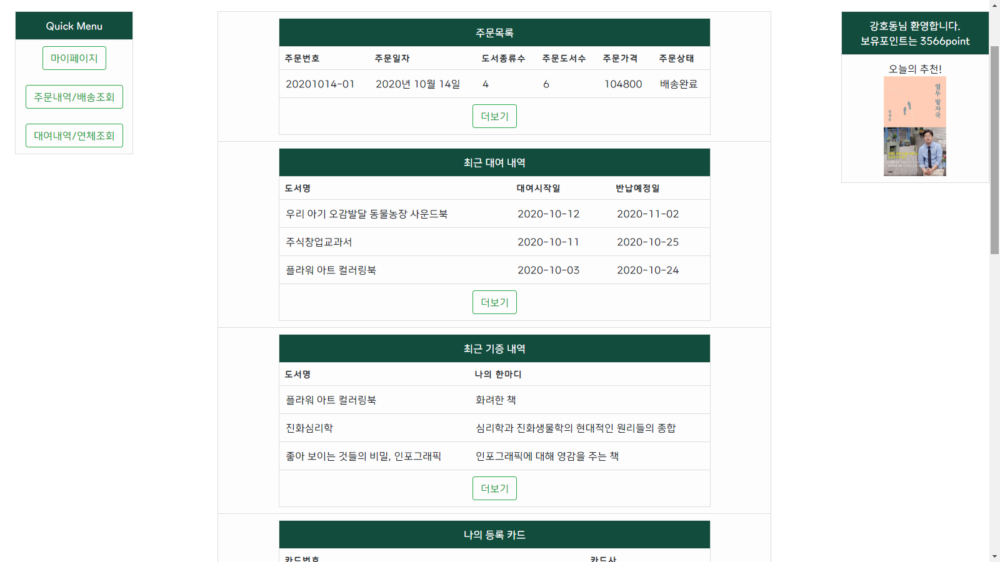 Quick Menu
마이페이지
주문내역/배송조회
대여내역/연체조회
주문목록
주문번호 주문일자 도서종류수 주문도서수 주문가격 주문상태
20201014-01 2020년 10월 14일 4 6 104800 배송완료
더보기
최근 대여 내역
도서명 대여시작일 반납예정일
우리 아기 오감발달 동물농장 사운드북 2020-10-12 2020-11-02
주식창업교과서 2020-10-11 2020-10-25
플라워 아트 컬러링북 2020-10-03 2020-10-24
더보기
최근 기증 내역
도서명 나의 한마디
플라워 아트 컬러링북 화려한 책
진화심리학 심리학과 진화생물학의 현대적인 원리들의 종합
좋아 보이는 것들의 비밀, 인포그래픽 인포그래픽에 대해 영감을 주는 책
더보기
나의 등록 카드
카드번호 카드사
강호동님 환영합니다.
보유포인트는 3566point
오늘의 추천!
열두 발자국
정재승